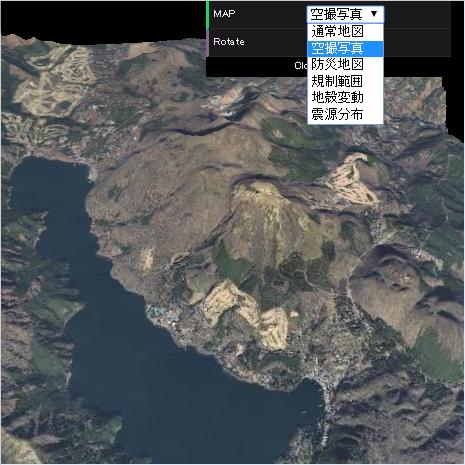 MAP 空撮写真 ▼
通常地図
空撮写真
Rotate
防災地図
Clo
規制範囲
地殻変動
震源分布